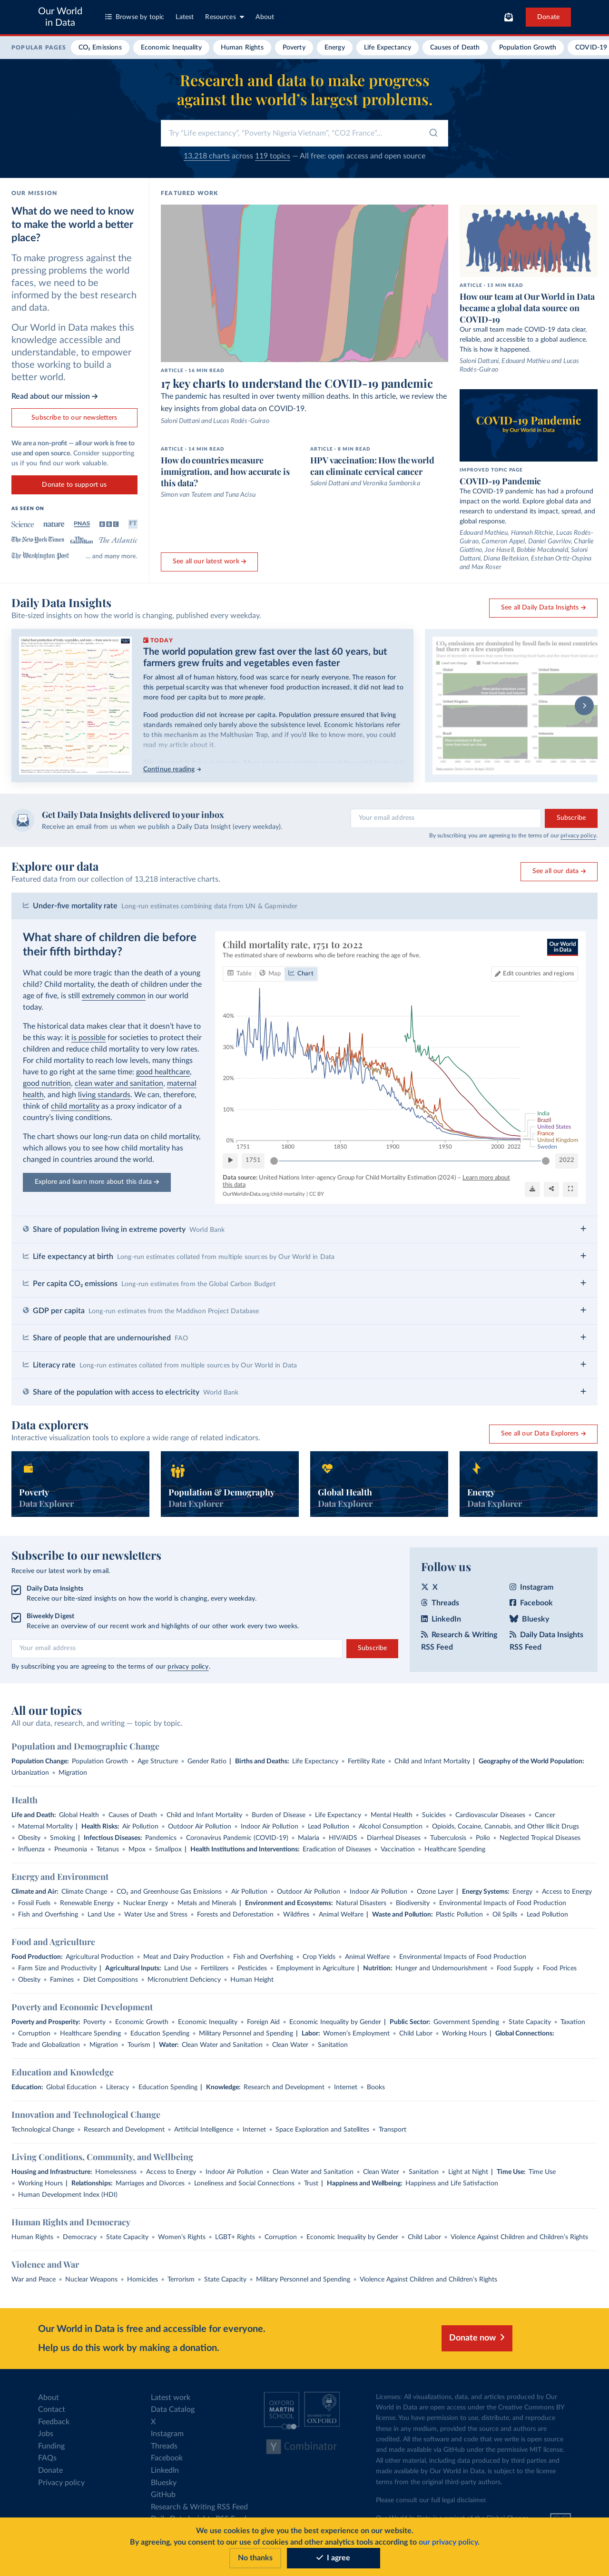 Our World
in Data
Browse by topic
Latest
Resources
About
Donate
POPULAR PAGES
CO₂ Emissions
Economic Inequality
Human Rights
Poverty
Energy
Life Expectancy
Causes of Death
Population Growth
COVID-19
Research and data to make progress
against the world's largest problems.
Try "Life expectancy", "Poverty Nigeria Vietnam", "CO2 France"...
13,218 charts across 119 topics — All free: open access and open source
OUR MISSION
What do we need to know
to make the world a better
place?
To make progress against the
pressing problems the world
faces, we need to be
informed by the best research
and data.
Our World in Data makes this
knowledge accessible and
understandable, to empower
those working to build a
better world.
Read about our mission →
Subscribe to our newsletters
We are a non-profit — all our work is free to
use and open source. Consider supporting
us if you find our work valuable.
Donate to support us
AS SEEN ON
Science
nature
PNAS
BBC
FT
The New York Times
The Guardian
The Atlantic
The Washington Post
... and many more.
FEATURED WORK
ARTICLE · 16 MIN READ
17 key charts to understand the COVID-19 pandemic
The pandemic has resulted in over twenty million deaths. In this article, we review the
key insights from global data on COVID-19.
Saloni Dattani and Lucas Rodés-Guirao
ARTICLE · 14 MIN READ
How do countries measure
immigration, and how accurate is
this data?
Simon van Teutem and Tuna Acisu
ARTICLE · 8 MIN READ
HPV vaccination: How the world
can eliminate cervical cancer
Saloni Dattani and Veronika Samborska
See all our latest work →
ARTICLE · 13 MIN READ
How our team at Our World in Data
became a global data source on
COVID-19
Our small team made COVID-19 data clear,
reliable, and accessible to a global audience.
This is how it happened.
Saloni Dattani, Edouard Mathieu and Lucas
Rodés-Guirao
COVID-19 Pandemic
by Our World in Data
IMPROVED TOPIC PAGE
COVID-19 Pandemic
The COVID-19 pandemic has had a profound
impact on the world. Explore global data and
research to understand its impact, spread, and
global response.
Edouard Mathieu, Hannah Ritchie, Lucas Rodés-
Guirao, Cameron Appel, Daniel Gavrilov, Charlie
Giattino, Joe Hasell, Bobbie Macdonald, Saloni
Dattani, Diana Beltekian, Esteban Ortiz-Ospina
and Max Roser
Daily Data Insights
Bite-sized insights on how the world is changing, published every weekday.
See all Daily Data Insights →
TODAY
The world population grew fast over the last 60 years, but
farmers grew fruits and vegetables even faster
For almost all of human history, food was scarce for nearly everyone. The reason for
this perpetual scarcity was that whenever food production increased, it did not lead to
more food per capita but to more people.
Food production did not increase per capita. Population pressure ensured that living
standards remained extremely close to the subsistence level. Economic historians refer
to this mechanism as the Malthusian Trap, and if you'd like to know more, you could
read my article about it.
Continue reading →
CO₂ emissions are dominated by fossil fuels in most countries
but there are a few exceptions
Get Daily Data Insights delivered to your inbox
Receive an email from us when we publish a Daily Data Insight (every weekday).
Your email address
Subscribe
By subscribing you are agreeing to the terms of our privacy policy.
Explore our data
Featured data from our collection of 13,218 interactive charts.
See all our data →
Under-five mortality rate Long-run estimates combining data from UN & Gapminder
What share of children die before
their fifth birthday?
What could be more tragic than the death of a young
child? Child mortality, the death of children under the
age of five, is still extremely common in our world
today.
The historical data makes clear that it doesn't have to
be this way: it is possible for societies to protect their
children and reduce child mortality to very low rates.
For child mortality to reach low levels, many things
have to go right at the same time: good healthcare,
good nutrition, clean water and sanitation, maternal
health, and high living standards. We can, therefore,
think of child mortality as a proxy indicator of a
country's living conditions.
The chart shows our long-run data on child mortality,
which allows you to see how child mortality has
changed in countries around the world.
Explore and learn more about this data →
Child mortality rate, 1751 to 2022
The estimated share of newborns who die before reaching the age of five.
Our World
in Data
Table
Map
Chart
Edit countries and regions
40%
30%
20%
10%
0%
1751
1800
1850
1900
1950
2000
2022
India
Brazil
United States
France
United Kingdom
Sweden
1751
2022
Data source: United Nations Inter-agency Group for Child Mortality Estimation (2024) – Learn more about
this data
OurWorldinData.org/child-mortality | CC BY
Share of population living in extreme poverty World Bank
Life expectancy at birth Long-run estimates collated from multiple sources by Our World in Data
Per capita CO₂ emissions Long-run estimates from the Global Carbon Budget
GDP per capita Long-run estimates from the Maddison Project Database
Share of people that are undernourished FAO
Literacy rate Long-run estimates collated from multiple sources by Our World in Data
Share of the population with access to electricity World Bank
Data explorers
Interactive visualization tools to explore a wide range of related indicators.
See all our Data Explorers →
Poverty
Data Explorer
Population & Demography
Data Explorer
Global Health
Data Explorer
Energy
Data Explorer
Subscribe to our newsletters
Receive our latest work by email.
Daily Data Insights
Receive our bite-sized insights on how the world is changing, every weekday.
Biweekly Digest
Receive an overview of our recent work and highlights of our other work every two weeks.
Your email address
Subscribe
By subscribing you are agreeing to the terms of our privacy policy.
Follow us
X
Instagram
Threads
Facebook
LinkedIn
Bluesky
Research & Writing
RSS Feed
Daily Data Insights
RSS Feed
All our topics
All our data, research, and writing — topic by topic.
Population and Demographic Change
Population Change: Population Growth • Age Structure • Gender Ratio | Births and Deaths: Life Expectancy • Fertility Rate • Child and Infant Mortality | Geography of the World Population:
Urbanization • Migration
Health
Life and Death: Global Health • Causes of Death • Child and Infant Mortality • Burden of Disease • Life Expectancy • Mental Health • Suicides • Cardiovascular Diseases • Cancer
• Maternal Mortality | Health Risks: Air Pollution • Outdoor Air Pollution • Indoor Air Pollution • Lead Pollution • Alcohol Consumption • Opioids, Cocaine, Cannabis, and Other Illicit Drugs
• Obesity • Smoking | Infectious Diseases: Pandemics • Coronavirus Pandemic (COVID-19) • Malaria • HIV/AIDS • Diarrheal Diseases • Tuberculosis • Polio • Neglected Tropical Diseases
• Influenza • Pneumonia • Tetanus • Mpox • Smallpox | Health Institutions and Interventions: Eradication of Diseases • Vaccination • Healthcare Spending
Energy and Environment
Climate and Air: Climate Change • CO₂ and Greenhouse Gas Emissions • Air Pollution • Outdoor Air Pollution • Indoor Air Pollution • Ozone Layer | Energy Systems: Energy • Access to Energy
• Fossil Fuels • Renewable Energy • Nuclear Energy • Metals and Minerals | Environment and Ecosystems: Natural Disasters • Biodiversity • Environmental Impacts of Food Production
• Fish and Overfishing • Land Use • Water Use and Stress • Forests and Deforestation • Wildfires • Animal Welfare | Waste and Pollution: Plastic Pollution • Oil Spills • Lead Pollution
Food and Agriculture
Food Production: Agricultural Production • Meat and Dairy Production • Fish and Overfishing • Crop Yields • Animal Welfare • Environmental Impacts of Food Production
• Farm Size and Productivity | Agricultural Inputs: Land Use • Fertilizers • Pesticides • Employment in Agriculture | Nutrition: Hunger and Undernourishment • Food Supply • Food Prices
• Obesity • Famines • Diet Compositions • Micronutrient Deficiency • Human Height
Poverty and Economic Development
Poverty and Prosperity: Poverty • Economic Growth • Economic Inequality • Foreign Aid • Economic Inequality by Gender | Public Sector: Government Spending • State Capacity • Taxation
• Corruption • Healthcare Spending • Education Spending • Military Personnel and Spending | Labor: Women's Employment • Child Labor • Working Hours | Global Connections:
Trade and Globalization • Migration • Tourism | Water: Clean Water and Sanitation • Clean Water • Sanitation
Education and Knowledge
Education: Global Education • Literacy • Education Spending | Knowledge: Research and Development • Internet • Books
Innovation and Technological Change
Technological Change • Research and Development • Artificial Intelligence • Internet • Space Exploration and Satellites • Transport
Living Conditions, Community, and Wellbeing
Housing and Infrastructure: Homelessness • Access to Energy • Indoor Air Pollution • Clean Water and Sanitation • Clean Water • Sanitation • Light at Night | Time Use: Time Use
• Working Hours | Relationships: Marriages and Divorces • Loneliness and Social Connections • Trust | Happiness and Wellbeing: Happiness and Life Satisfaction
• Human Development Index (HDI)
Human Rights and Democracy
Human Rights • Democracy • State Capacity • Women's Rights • LGBT+ Rights • Corruption • Economic Inequality by Gender • Child Labor • Violence Against Children and Children's Rights
Violence and War
War and Peace • Nuclear Weapons • Homicides • Terrorism • State Capacity • Military Personnel and Spending • Violence Against Children and Children's Rights
Our World in Data is free and accessible for everyone.
Help us do this work by making a donation.
Donate now
About
Contact
Feedback
Jobs
Funding
FAQs
Donate
Privacy policy
Latest work
Data Catalog
X
Instagram
Threads
Facebook
LinkedIn
Bluesky
GitHub
Research & Writing RSS Feed
OXFORD
MARTIN
SCHOOL
UNIVERSITY OF
OXFORD
Y Combinator
Licenses: All visualizations, data, and articles produced by Our
World in Data are open access under the Creative Commons BY
license. You have permission to use, distribute, and reproduce
these in any medium, provided the source and authors are
credited. All the software and code that we write is open source
and made available via GitHub under the permissive MIT license.
All other material, including data produced by third parties and
made available by Our World in Data, is subject to the license
terms from the original third-party authors.
Please consult our full legal disclaimer.
We use cookies to give you the best experience on our website.
By agreeing, you consent to our use of cookies and other analytics tools according to our privacy policy.
No thanks
I agree